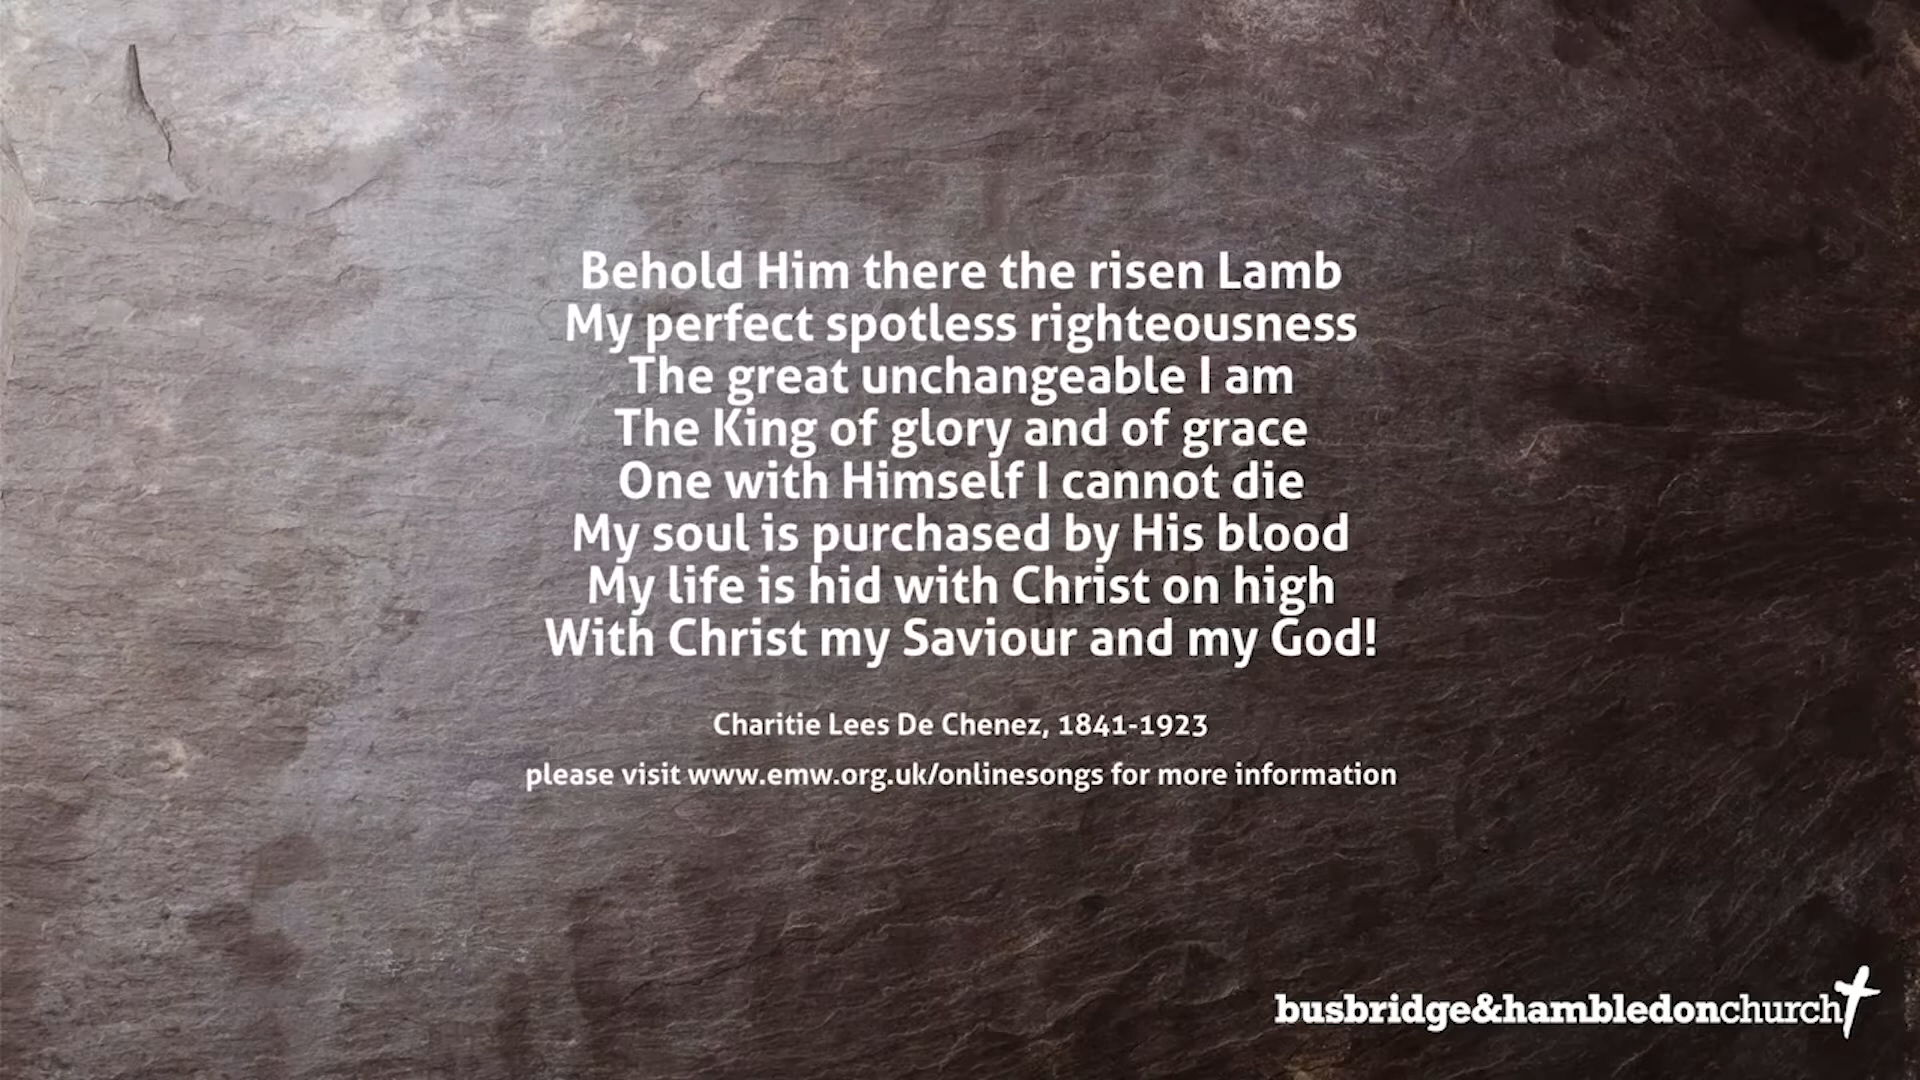 Behold Him there the risen Lamb
My perfect spotless righteousness
The great unchangeable I am
The King of glory and of grace
One with Himself I cannot die
My soul is purchased by His blood
My life is hid with Christ on high
With Christ my Saviour and my God!
Charitie Lees De Chenez, 1841-1923
please visit www.emw.org.uk/onlinesongs for more information
busbridge&hambledonchurch